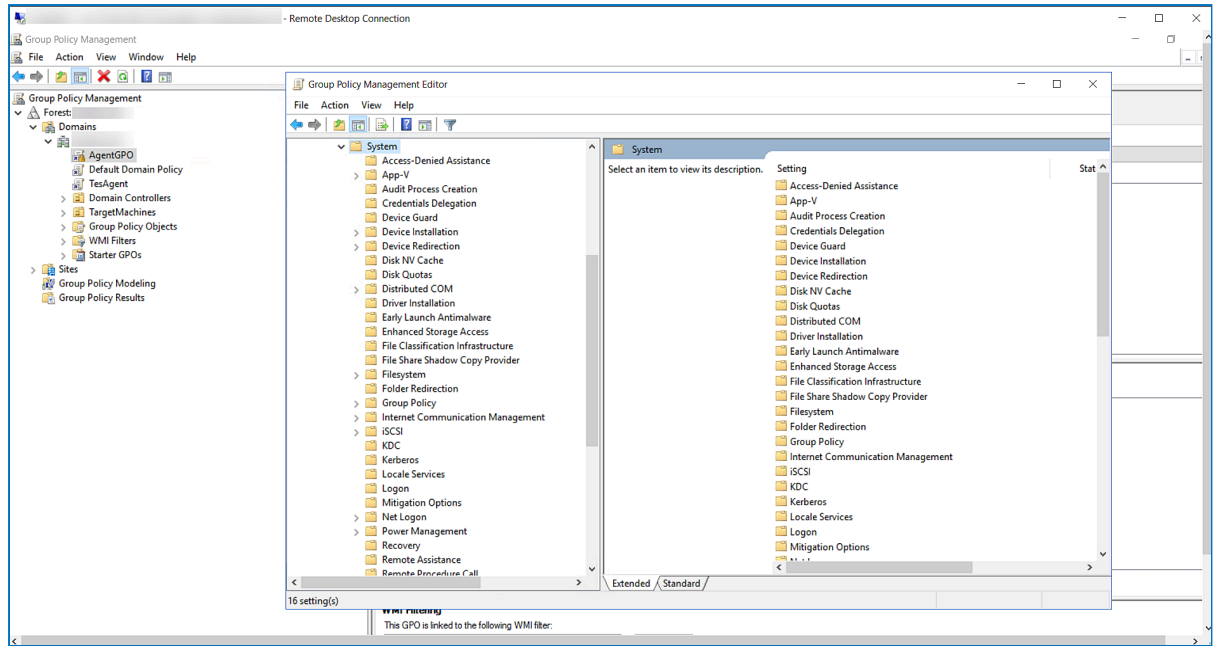 - Remote Desktop Connection
Group Policy Management
File Action View Window Help
Group Policy Management
Forest:
Domains
AgentGPO
Default Domain Policy
TesAgent
Domain Controllers
TargetMachines
Group Policy Objects
WMI Filters
Starter GPOs
Sites
Group Policy Modeling
Group Policy Results
Group Policy Management Editor
File Action View Help
System
Access-Denied Assistance
App-V
Audit Process Creation
Credentials Delegation
Device Guard
Device Installation
Device Redirection
Disk NV Cache
Disk Quotas
Distributed COM
Driver Installation
Early Launch Antimalware
Enhanced Storage Access
File Classification Infrastructure
File Share Shadow Copy Provider
Filesystem
Folder Redirection
Group Policy
Internet Communication Management
iSCSI
KDC
Kerberos
Locale Services
Logon
Mitigation Options
Net Logon
Power Management
Recovery
Remote Assistance
Remote Procedure Call
System
Select an item to view its description.
Setting Stat
Access-Denied Assistance
App-V
Audit Process Creation
Credentials Delegation
Device Guard
Device Installation
Device Redirection
Disk NV Cache
Disk Quotas
Distributed COM
Driver Installation
Early Launch Antimalware
Enhanced Storage Access
File Classification Infrastructure
File Share Shadow Copy Provider
Filesystem
Folder Redirection
Group Policy
Internet Communication Management
iSCSI
KDC
Kerberos
Locale Services
Logon
Mitigation Options
Extended Standard
16 setting(s)
WMI Filtering
This GPO is linked to the following WMI filter: